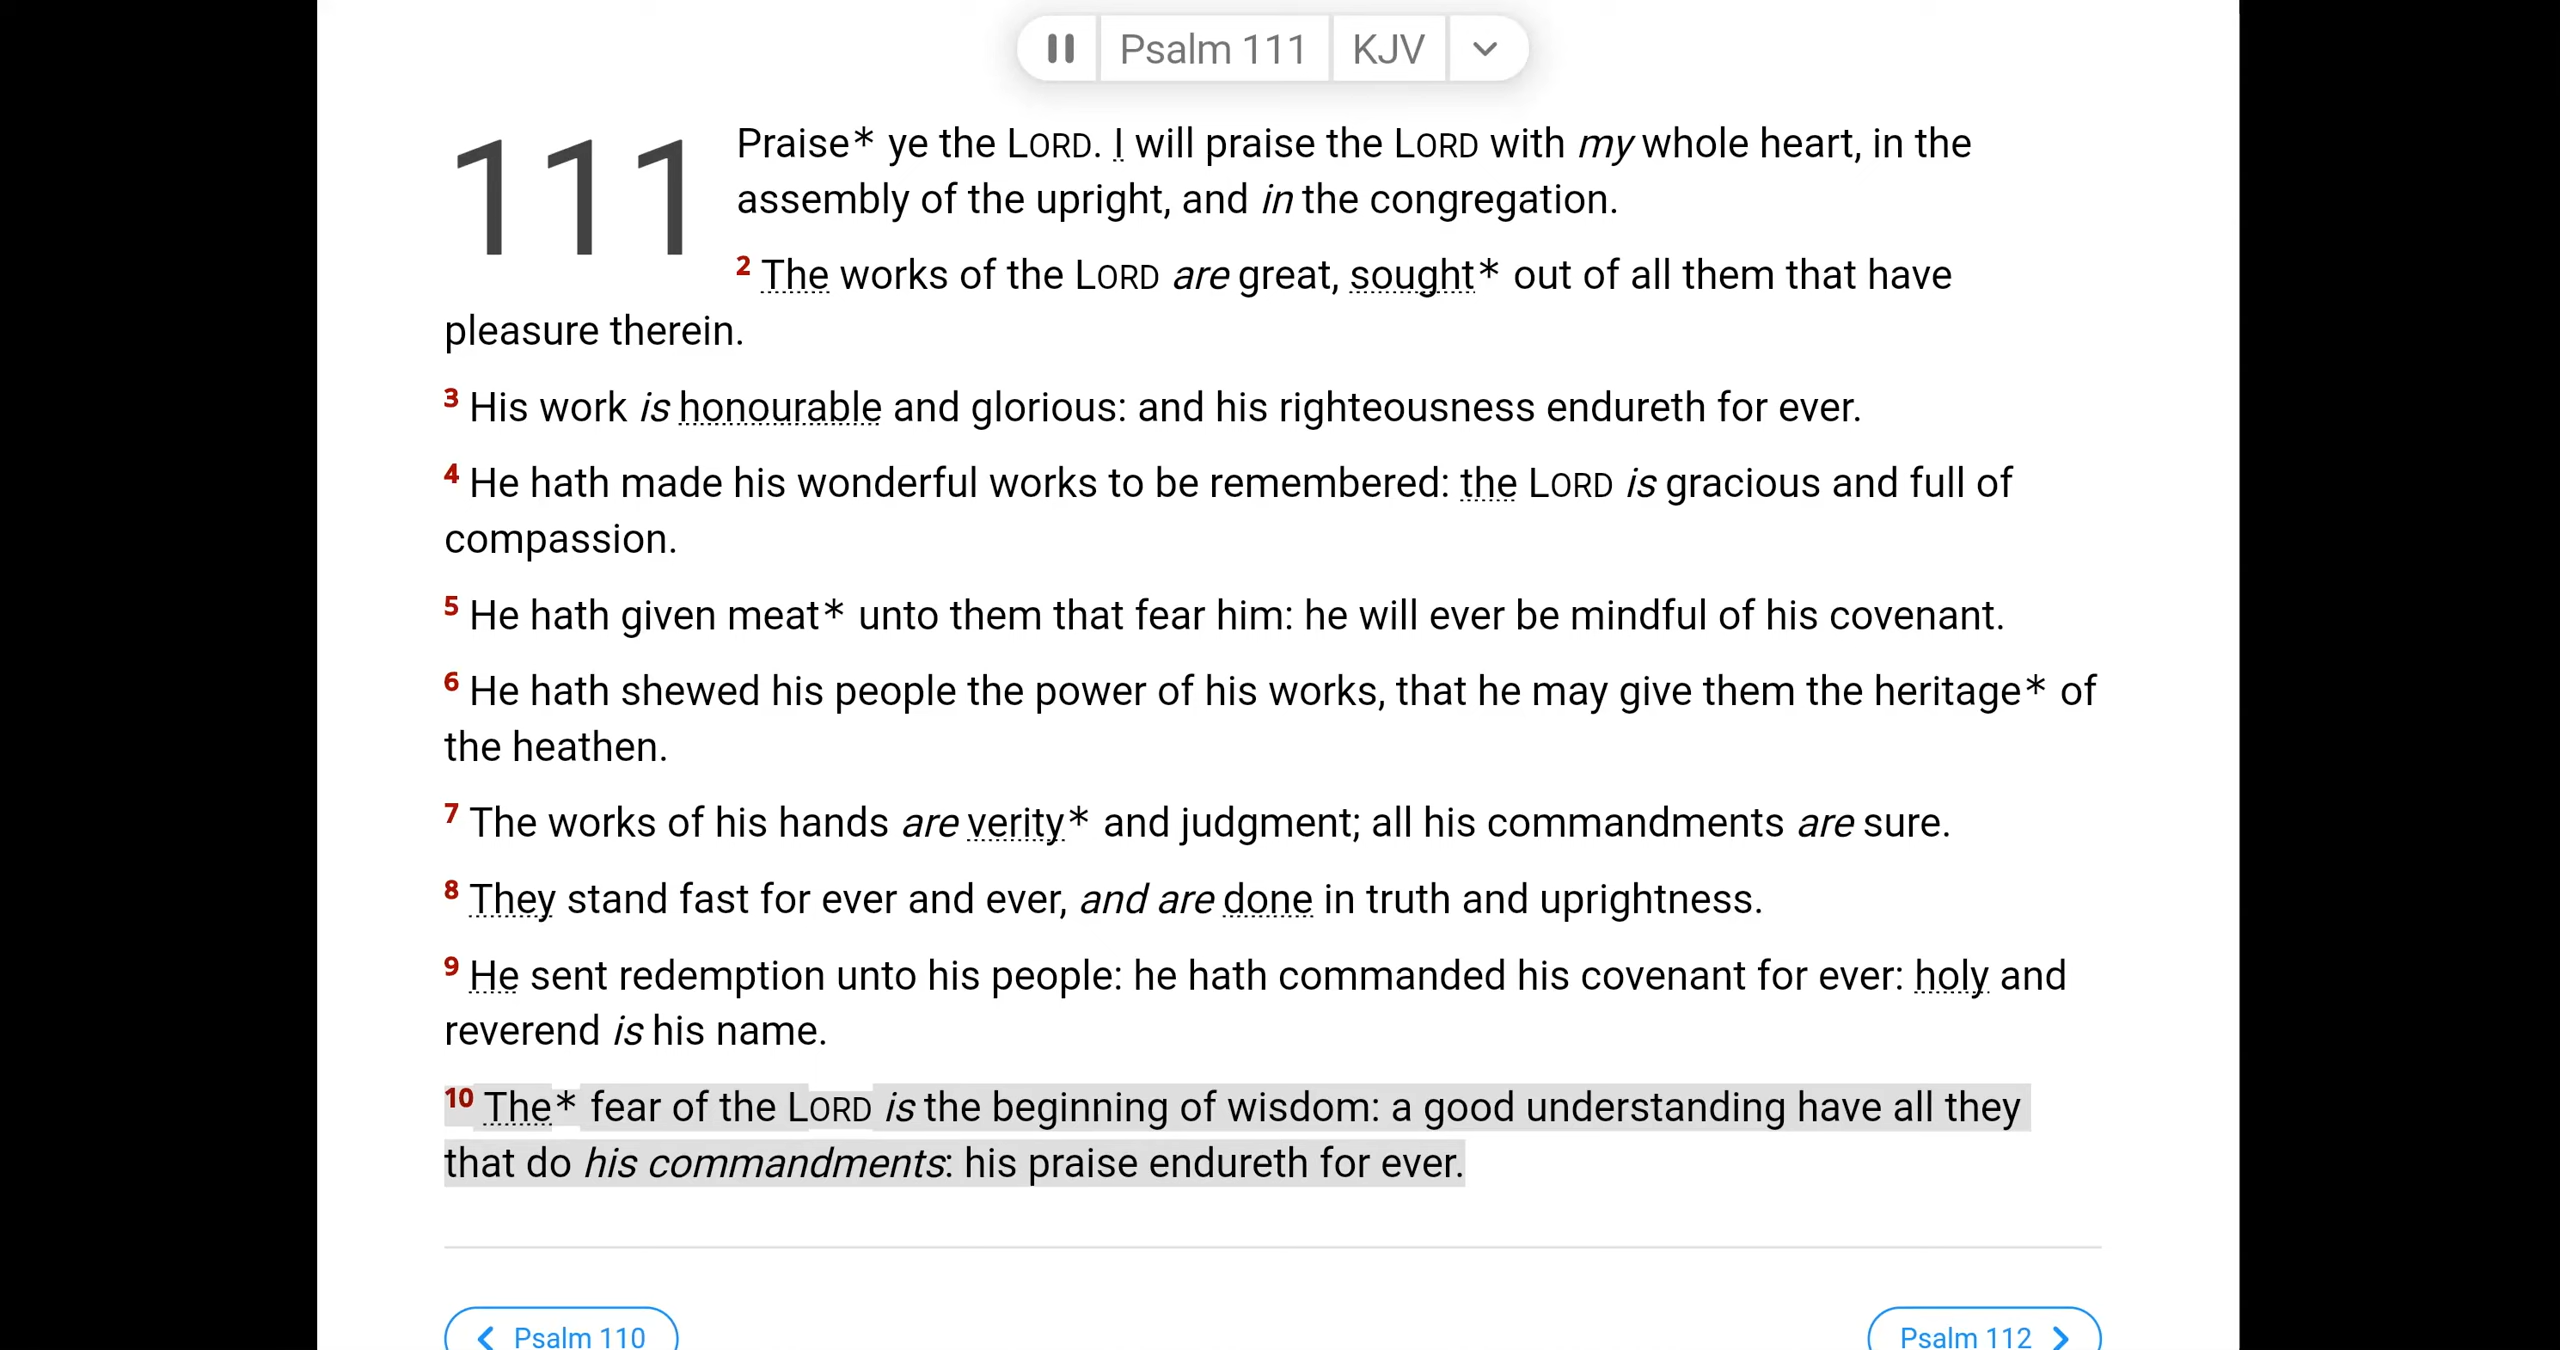 Psalm 111 KJV
111
Praise* ye the LORD. I will praise the LORD with my whole heart, in the
assembly of the upright, and in the congregation.
2 The works of the LORD are great, sought* out of all them that have
pleasure therein.
3 His work is honourable and glorious: and his righteousness endureth for ever.
4 He hath made his wonderful works to be remembered: the LORD is gracious and full of
compassion.
5 He hath given meat* unto them that fear him: he will ever be mindful of his covenant.
6 He hath shewed his people the power of his works, that he may give them the heritage* of
the heathen.
7 The works of his hands are verity* and judgment; all his commandments are sure.
8 They stand fast for ever and ever, and are done in truth and uprightness.
9 He sent redemption unto his people: he hath commanded his covenant for ever: holy and
reverend is his name.
10 The* fear of the LORD is the beginning of wisdom: a good understanding have all they
that do his commandments: his praise endureth for ever.
Psalm 110
Psalm 112